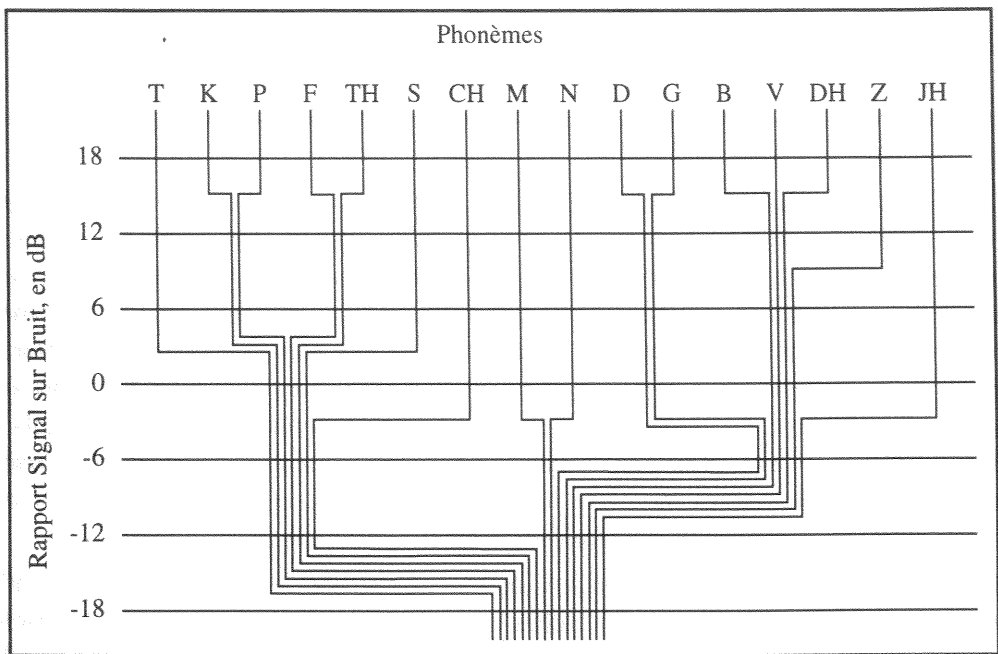 Phonèmes
T K P F TH S CH M N D G B V DH Z JH
Rapport Signal sur Bruit, en dB
18
12
6
0
-6
-12
-18